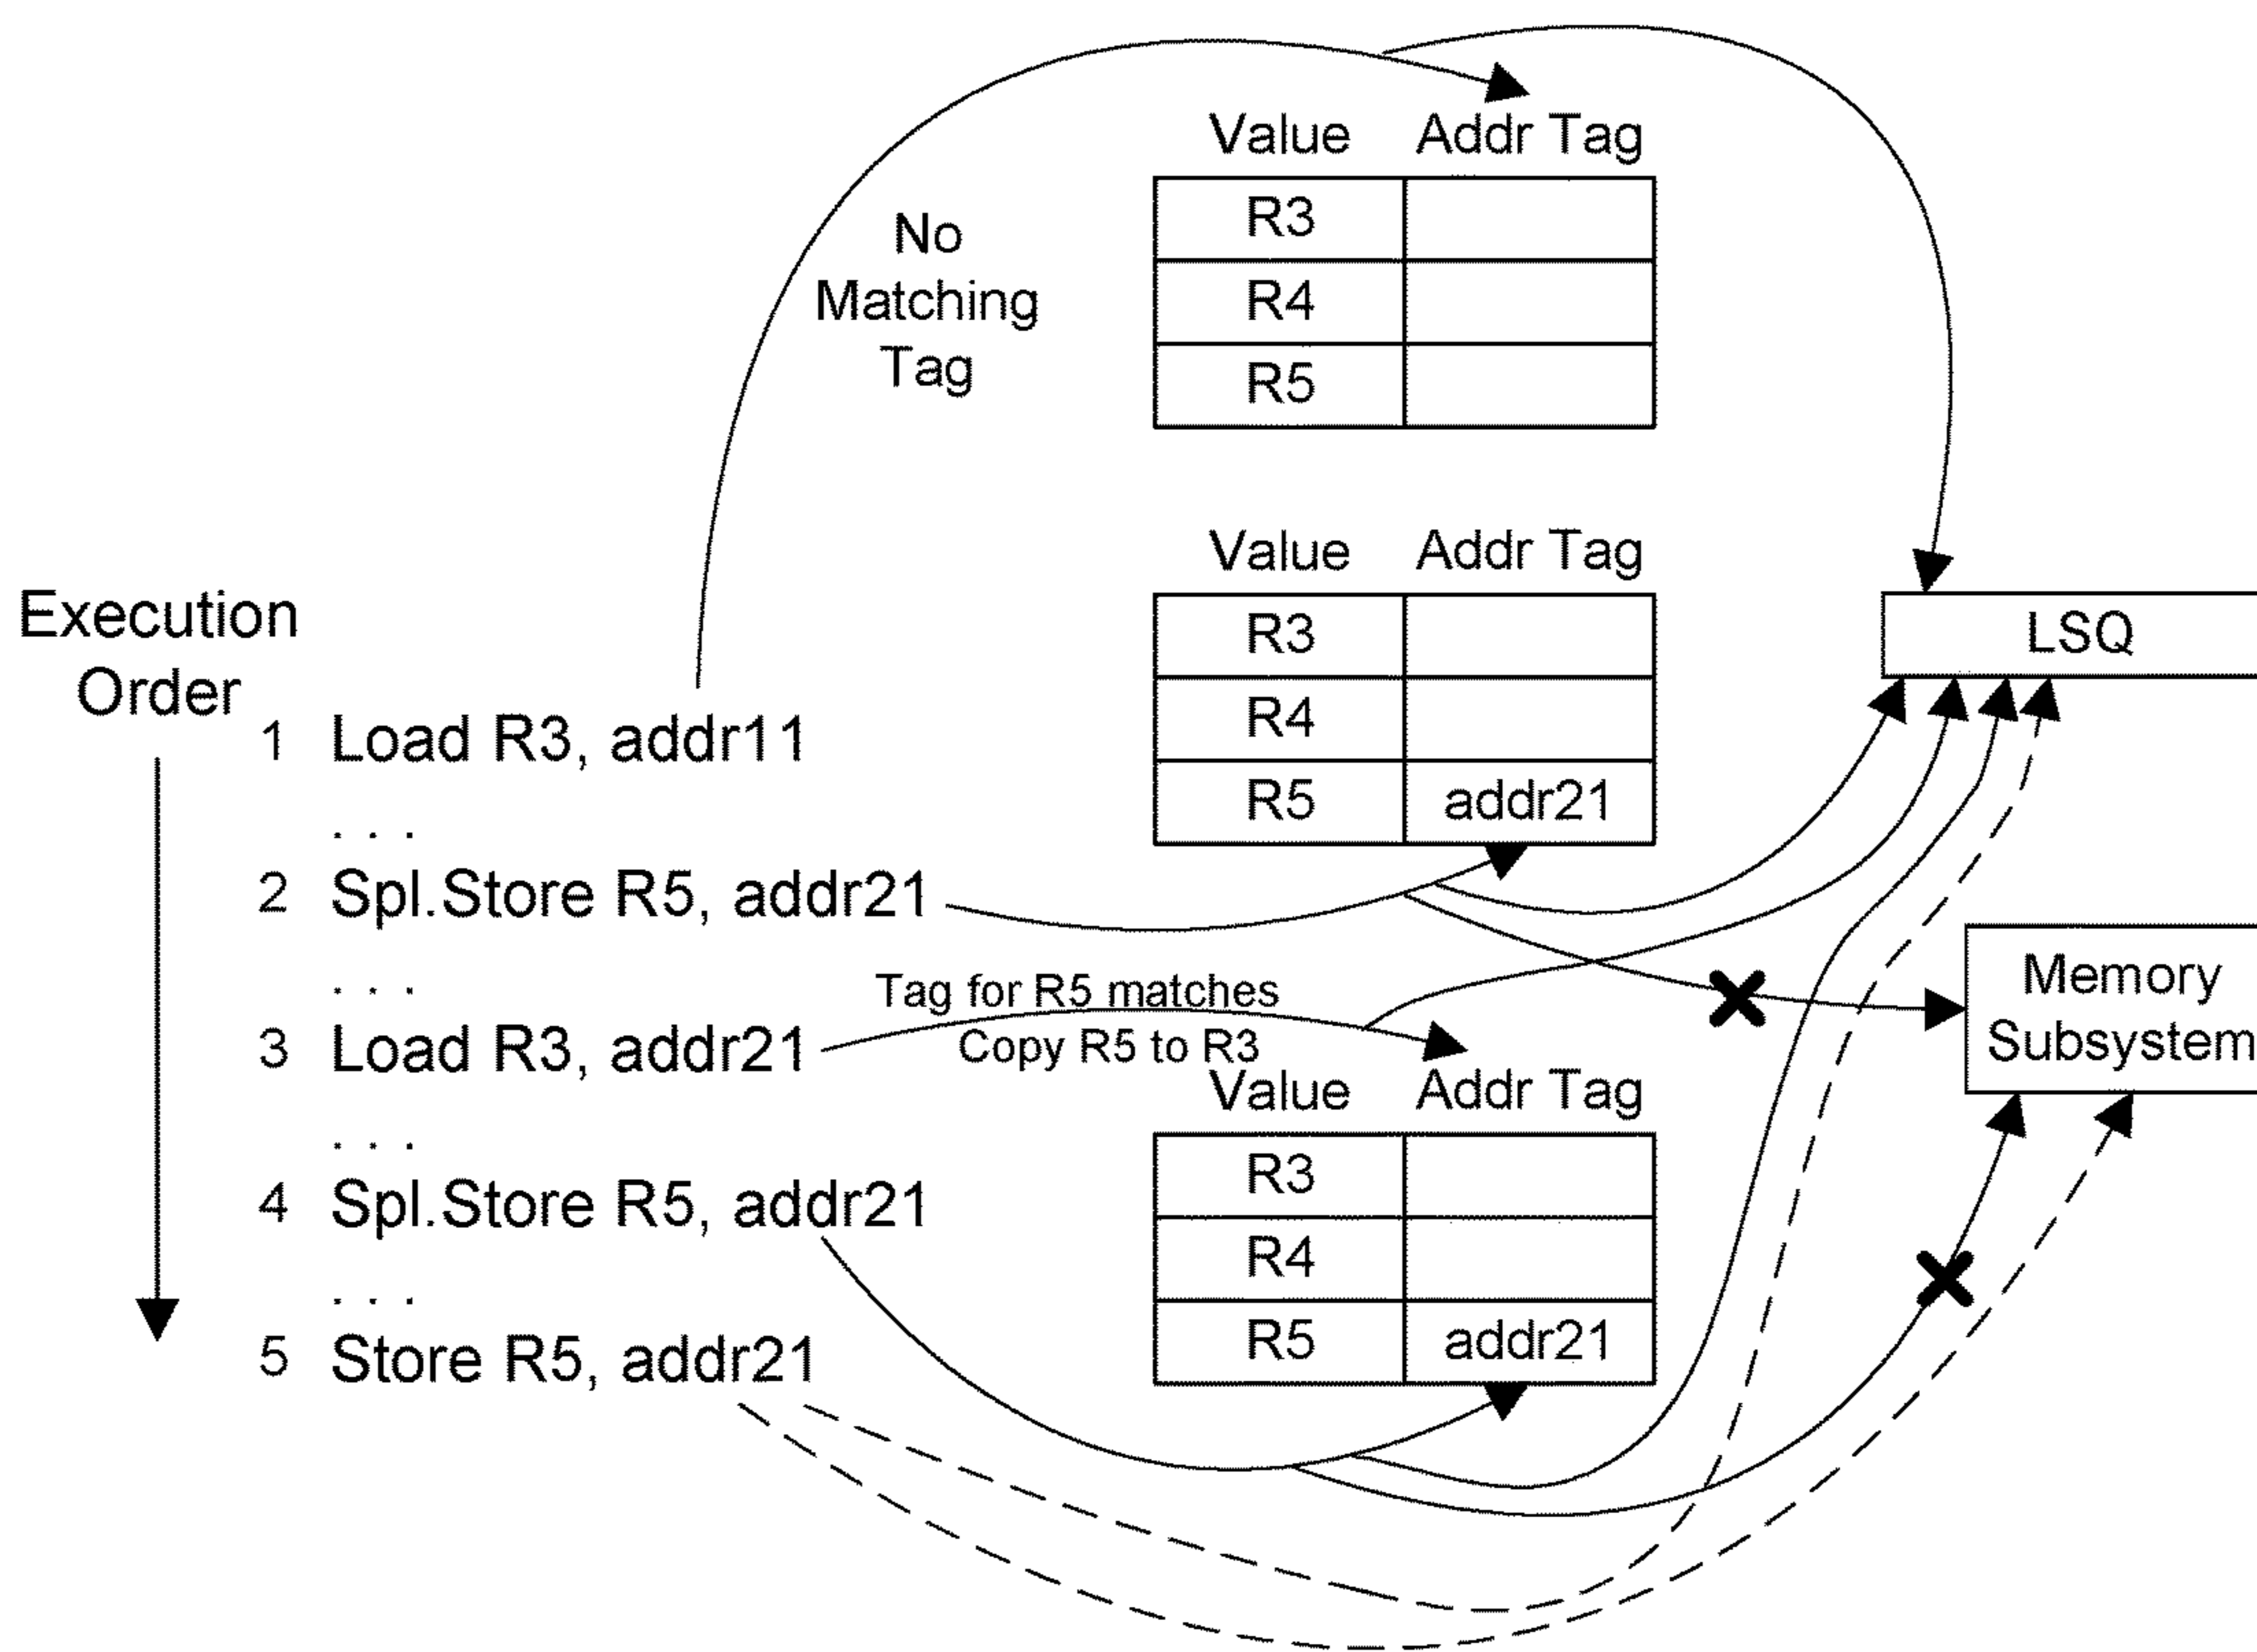 Value Addr Tag
R3
No
Matching
Tag
R4
R5
Value Addr Tag
R3
R4
R5 addr21
LSQ
Execution
Order
1 Load R3, addr11
. . .
2 Spl.Store R5, addr21
. . .
3 Load R3, addr21
. . .
4 Spl.Store R5, addr21
. . .
5 Store R5, addr21
Tag for R5 matches
Copy R5 to R3
Memory
Subsystem
Value Addr Tag
R3
R4
R5 addr21